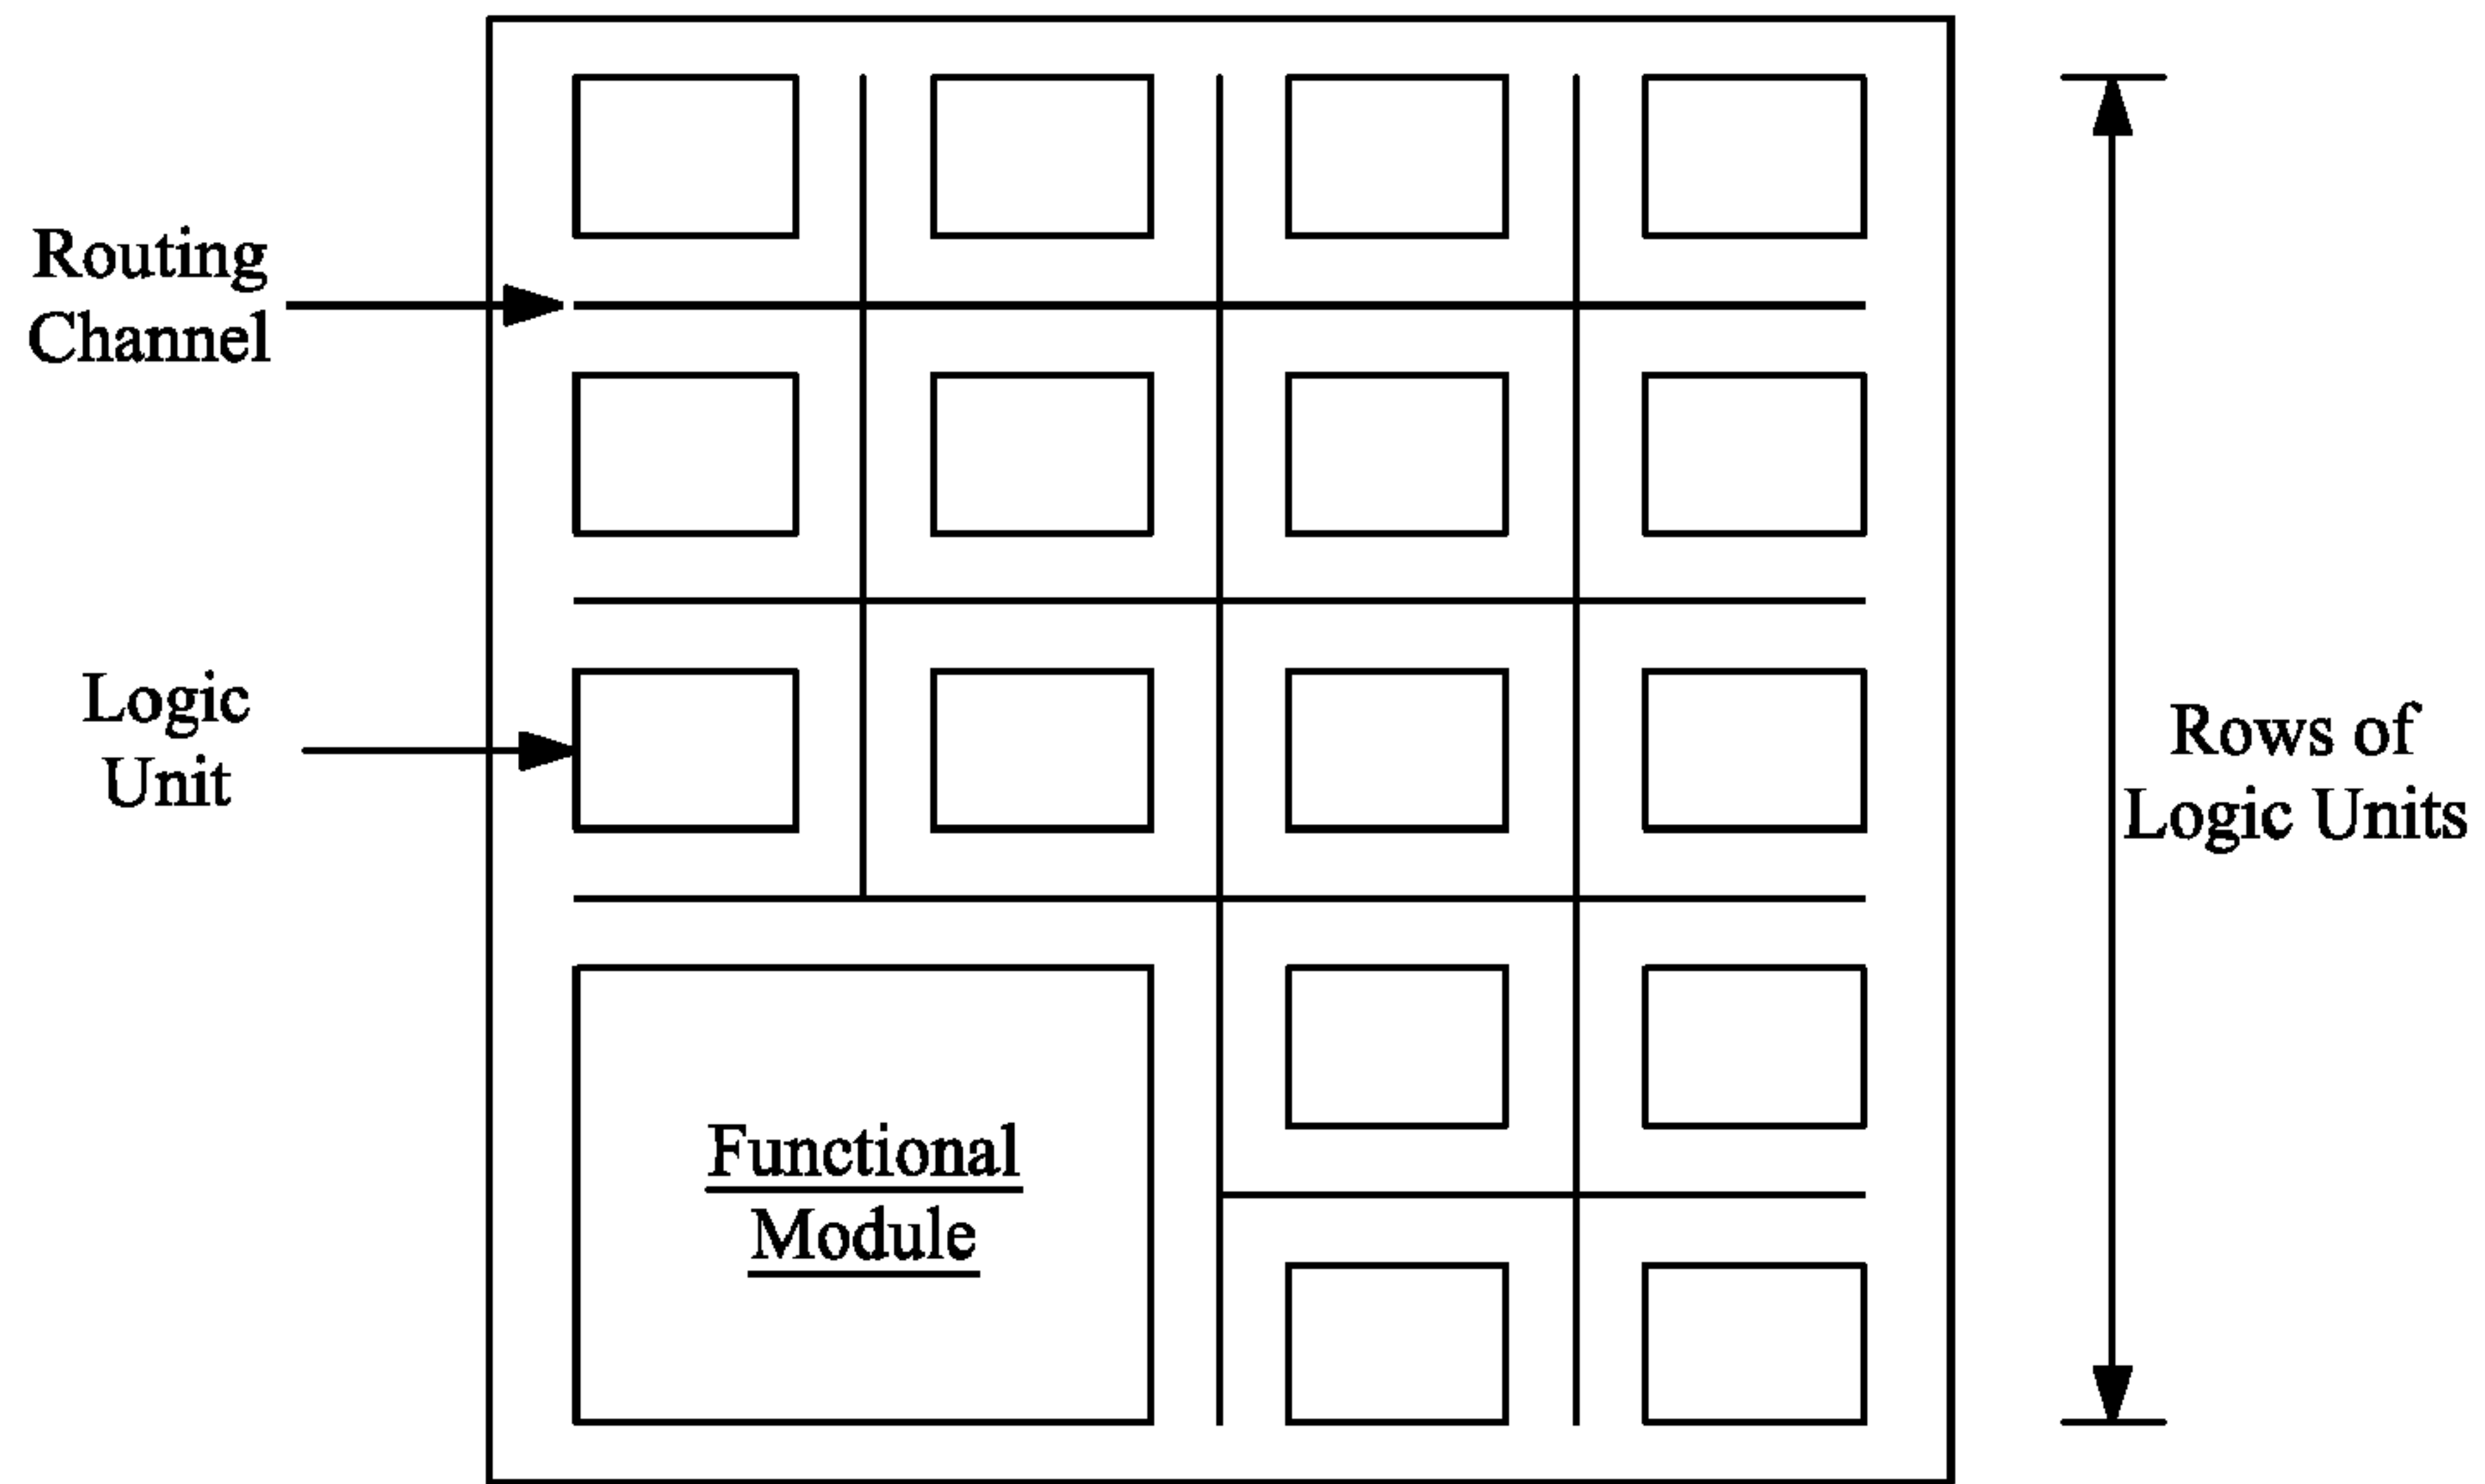 Routing
Channel
Logic
Unit
Rows of
Logic Units
Functional
Module